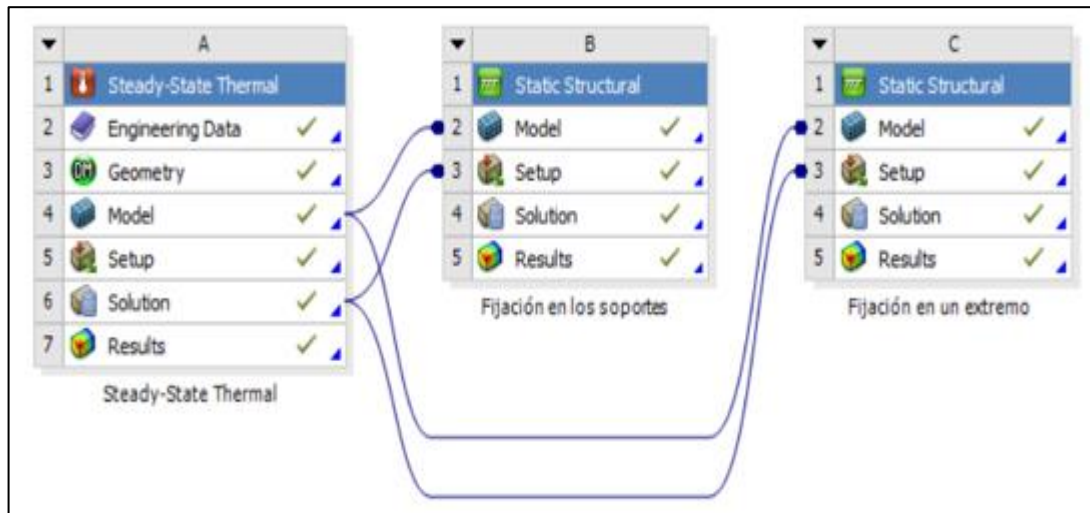 A
1 Steady-State Thermal
2 Engineering Data
3 Geometry
4 Model
5 Setup
6 Solution
7 Results
Steady-State Thermal
B
1 Static Structural
2 Model
3 Setup
4 Solution
5 Results
Fijación en los soportes
C
1 Static Structural
2 Model
3 Setup
4 Solution
5 Results
Fijación en un extremo